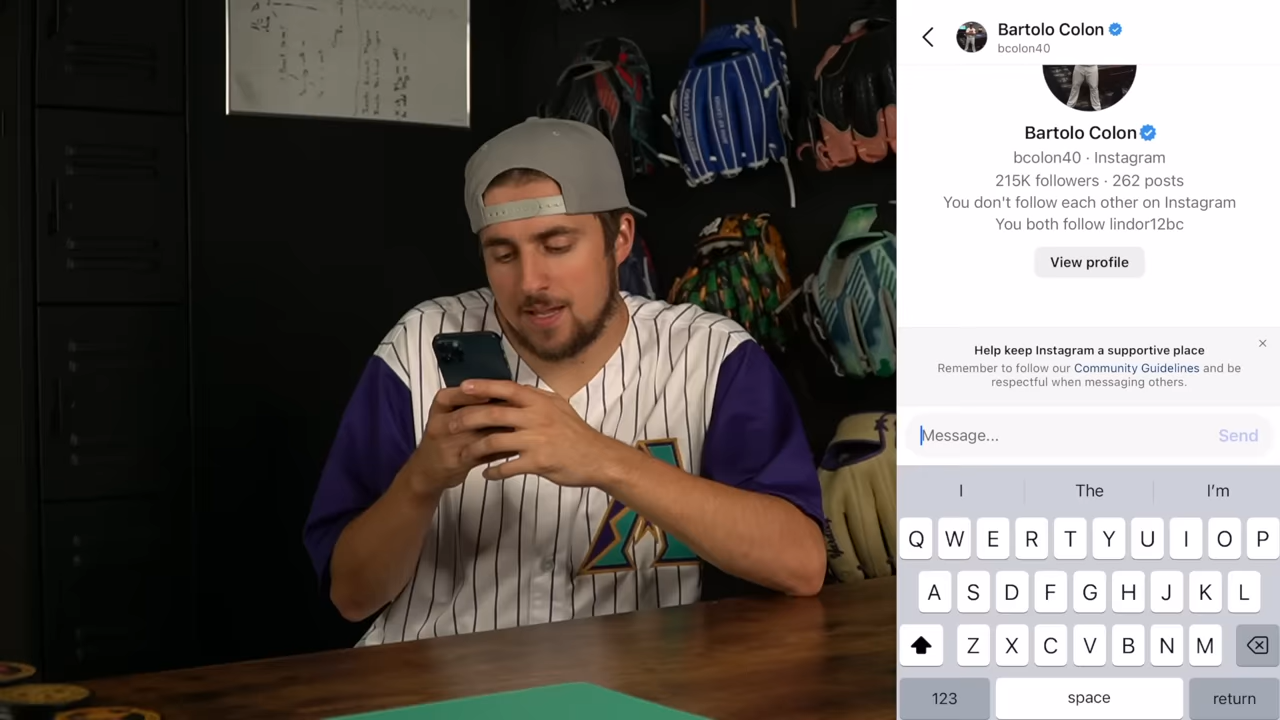 Bartolo Colon
bcolon40
Bartolo Colon
bcolon40 · Instagram
215K followers · 262 posts
You don't follow each other on Instagram
You both follow lindor12bc
View profile
Help keep Instagram a supportive place
Remember to follow our Community Guidelines and be
respectful when messaging others.
Message...
Send
I
The
I'm
Q W E R T Y U I O P
A S D F G H J K L
Z X C V B N M
123
space
return